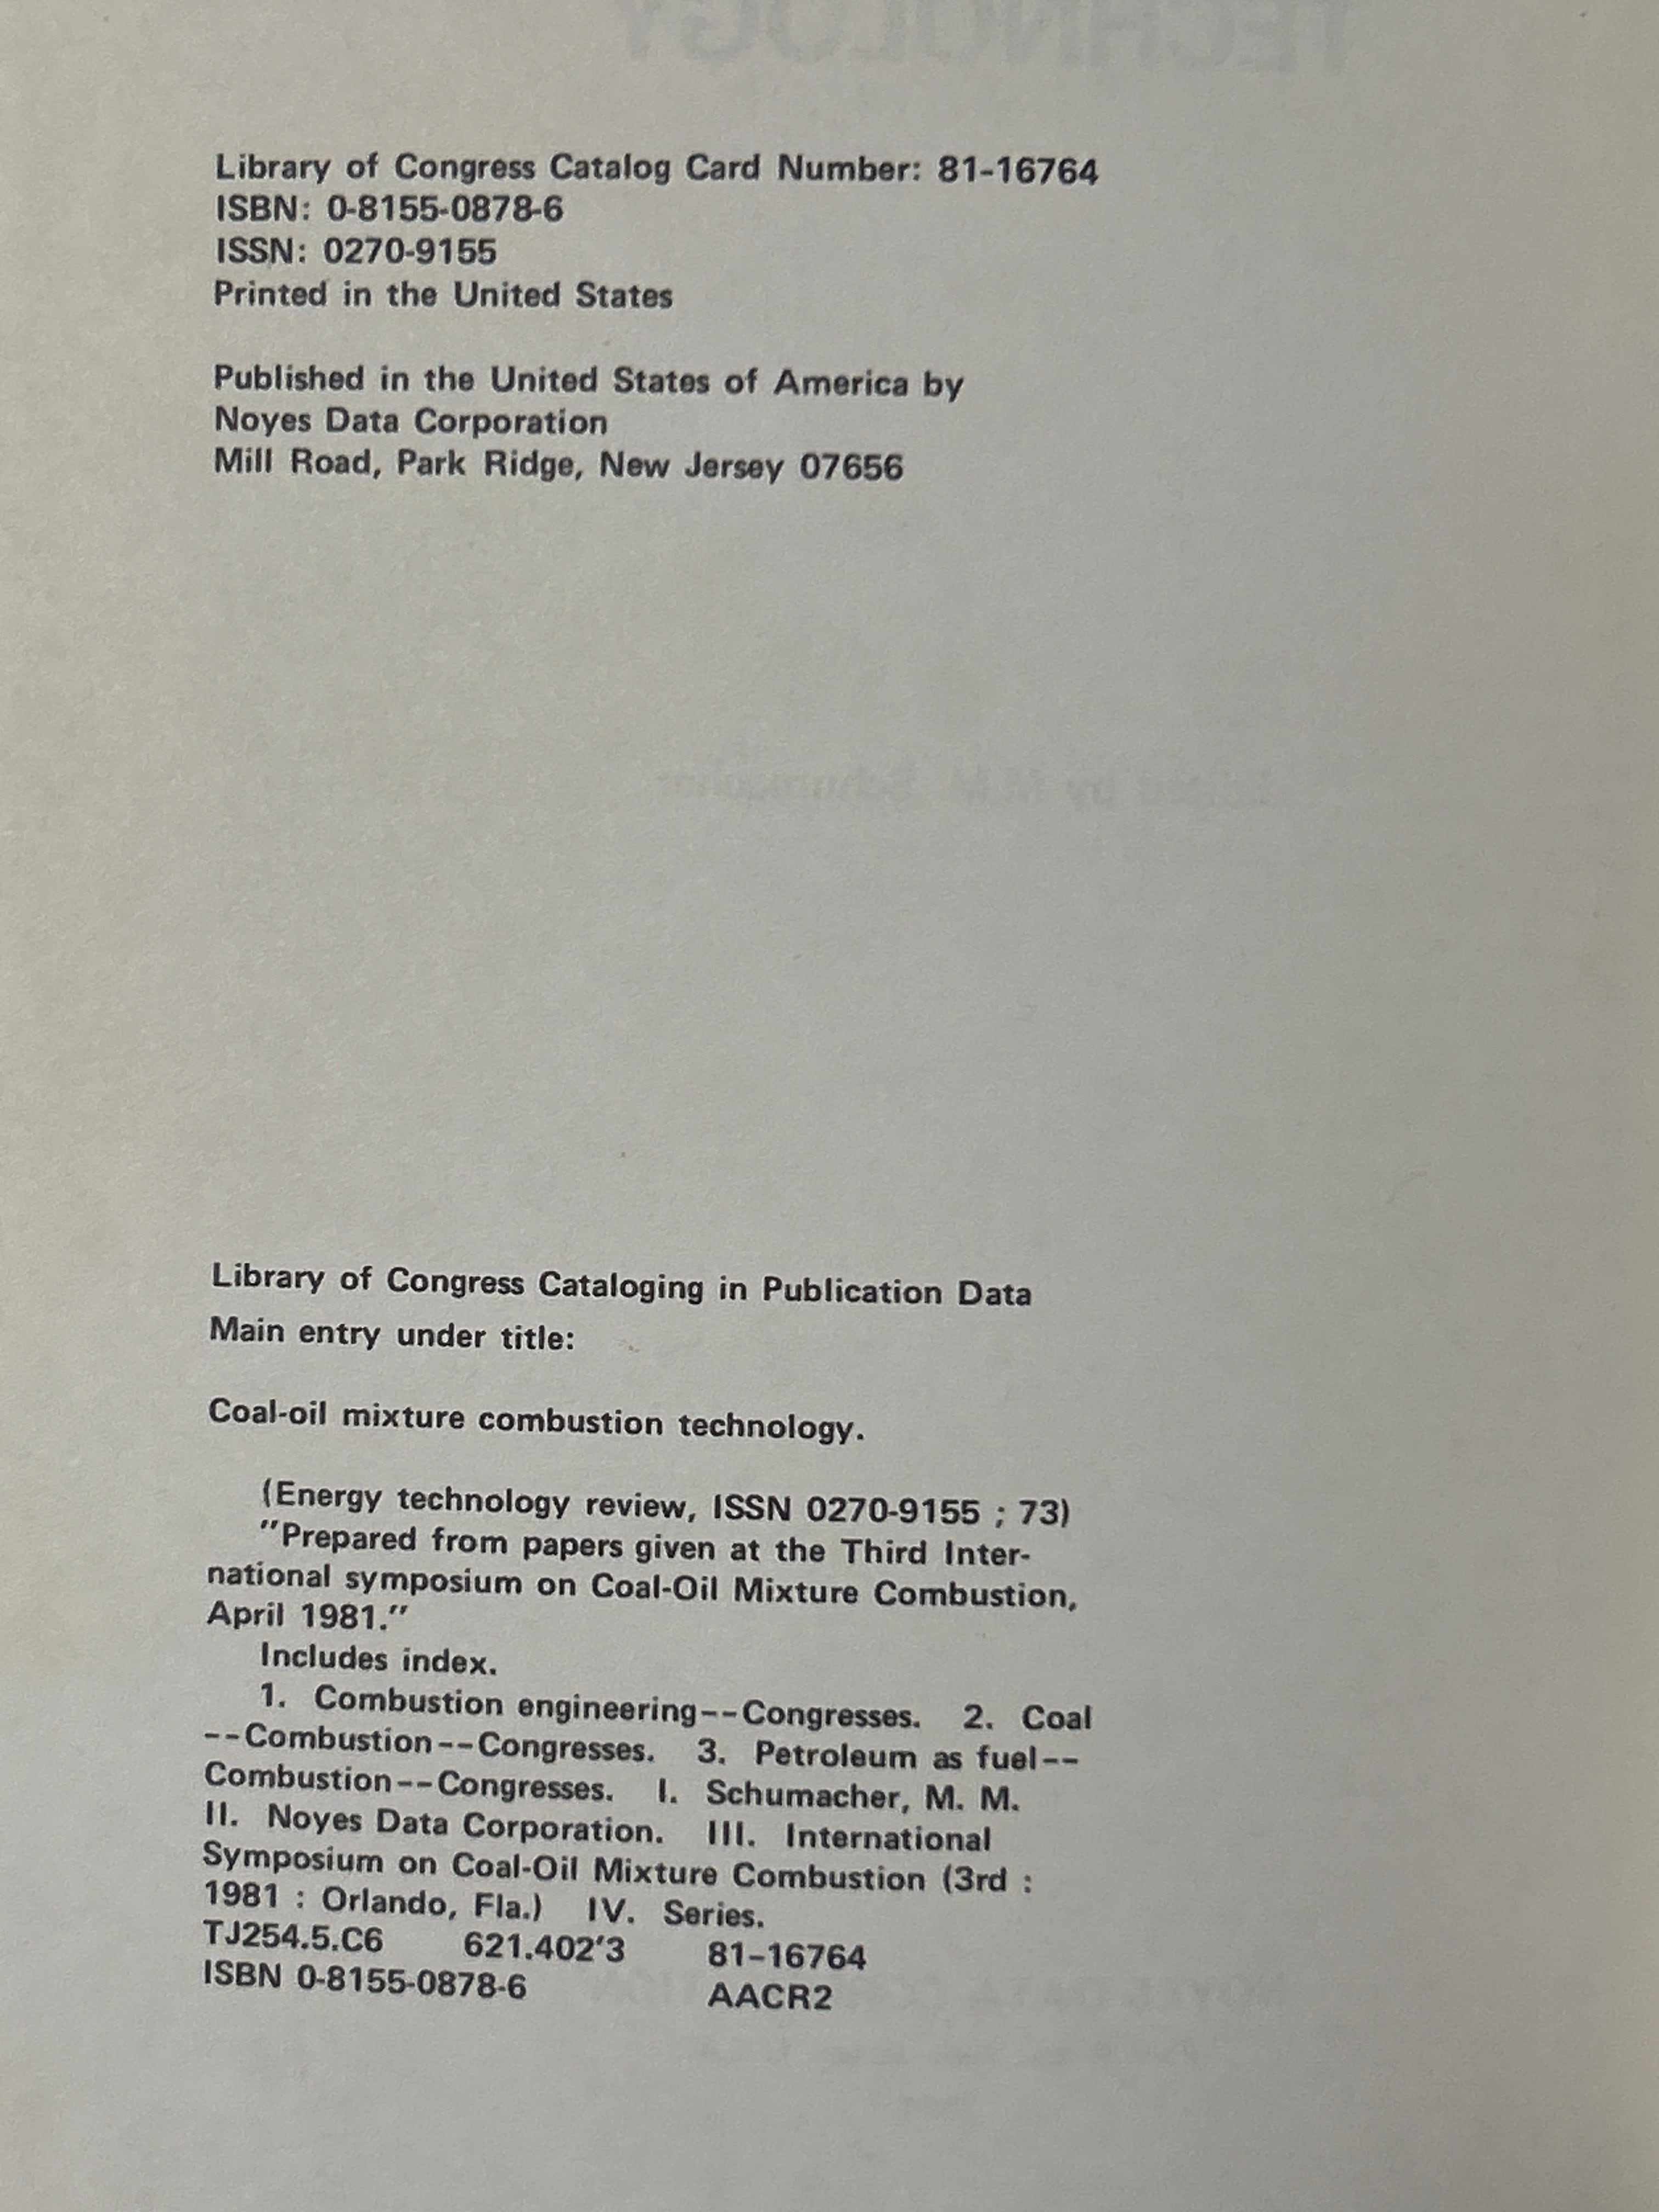 TECHNOLOGY
Library of Congress Catalog Card Number: 81-16764
ISBN: 0-8155-0878-6
ISSN: 0270-9155
Printed in the United States
Published in the United States of America by
Noyes Data Corporation
Mill Road, Park Ridge, New Jersey 07656
by M.M. Schumacher
Library of Congress Cataloging in Publication Data
Main entry under title:
Coal-oil mixture combustion technology.
(Energy technology review, ISSN 0270-9155 ; 73)
"Prepared from papers given at the Third Inter-
national symposium on Coal-Oil Mixture Combustion,
April 1981."
Includes index.
1. Combustion engineering--Congresses. 2. Coal
--Combustion--Congresses. 3. Petroleum as fuel--
Combustion--Congresses. I. Schumacher, M. M.
II. Noyes Data Corporation. III. International
Symposium on Coal-Oil Mixture Combustion (3rd :
1981 : Orlando, Fla.) IV. Series.
TJ254.5.C6 621.402'3 81-16764
ISBN 0-8155-0878-6 AACR2